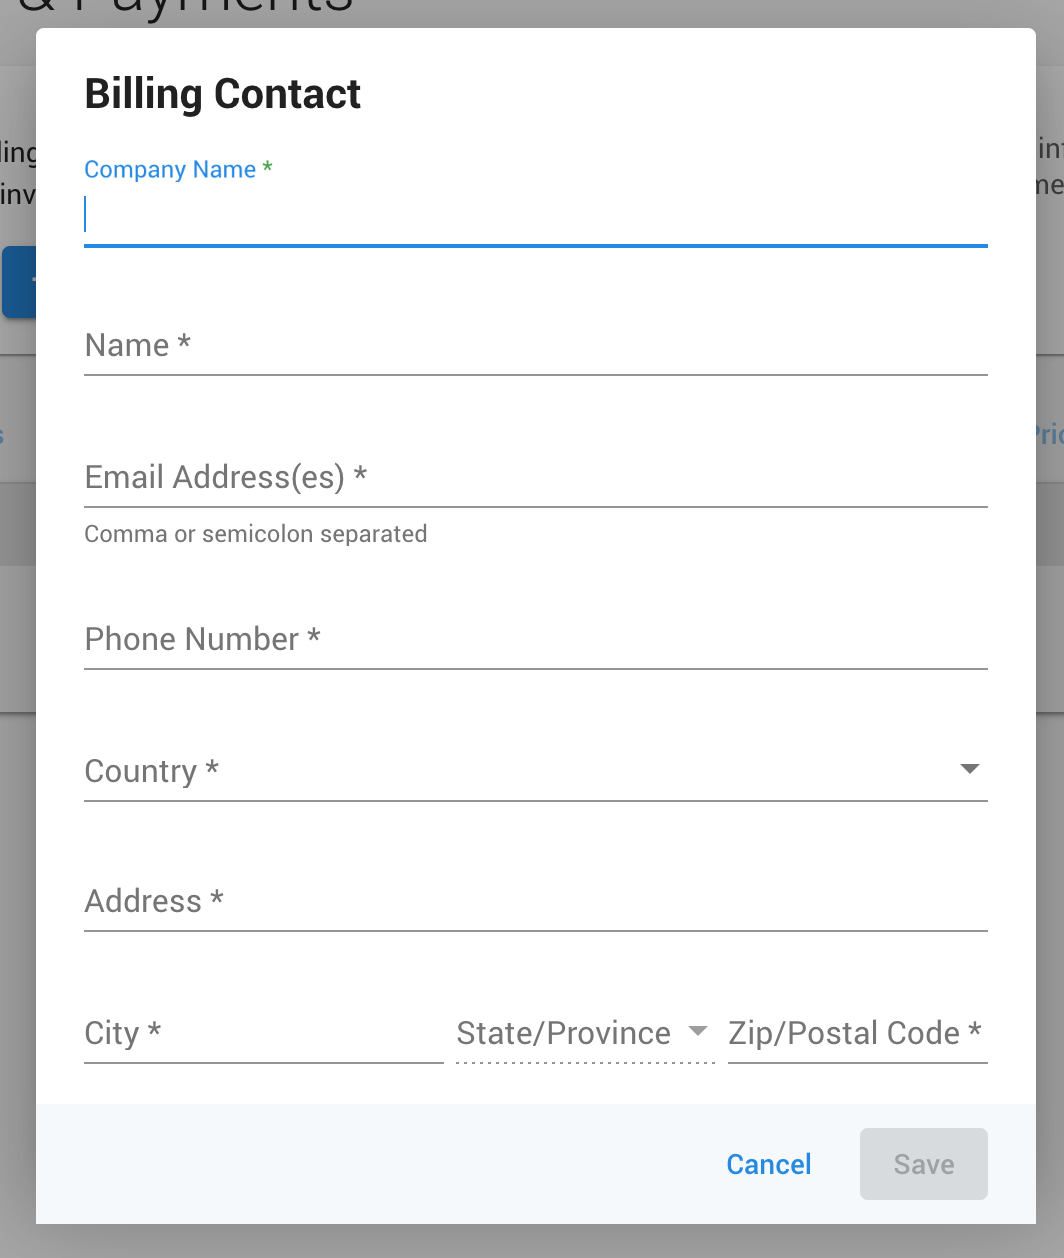 & Payments
Billing Contact
Company Name *
Name *
Email Address(es) *
Comma or semicolon separated
Phone Number *
Country *
Address *
City *
State/Province
Zip/Postal Code *
Cancel
Save